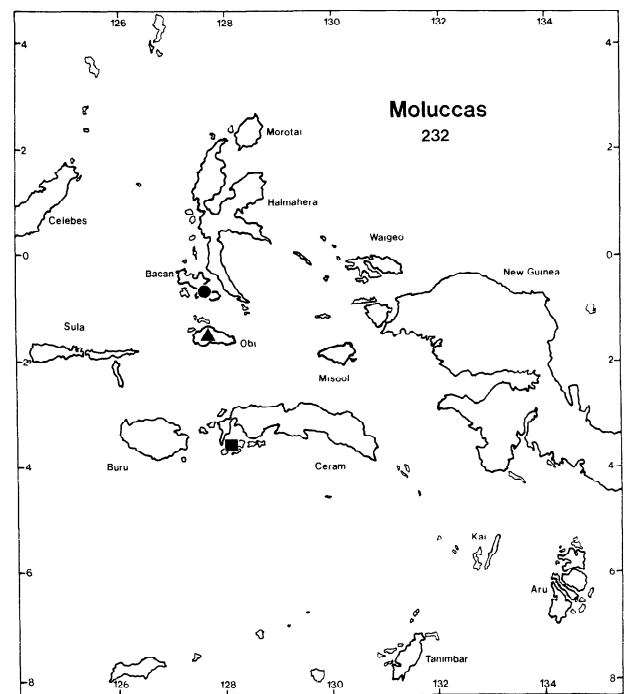 126 128 130 132 134
4 4
Moluccas
232
Morotai
2 2
Halmahera
Celebes
Waigeo
0 0
Bacan New Guinea
Sula
Obi
2 2
Misool
Buru Ceram
4 4
Kai
6 6
Aru
Tanimbar
8 8
126 128 130 132 134